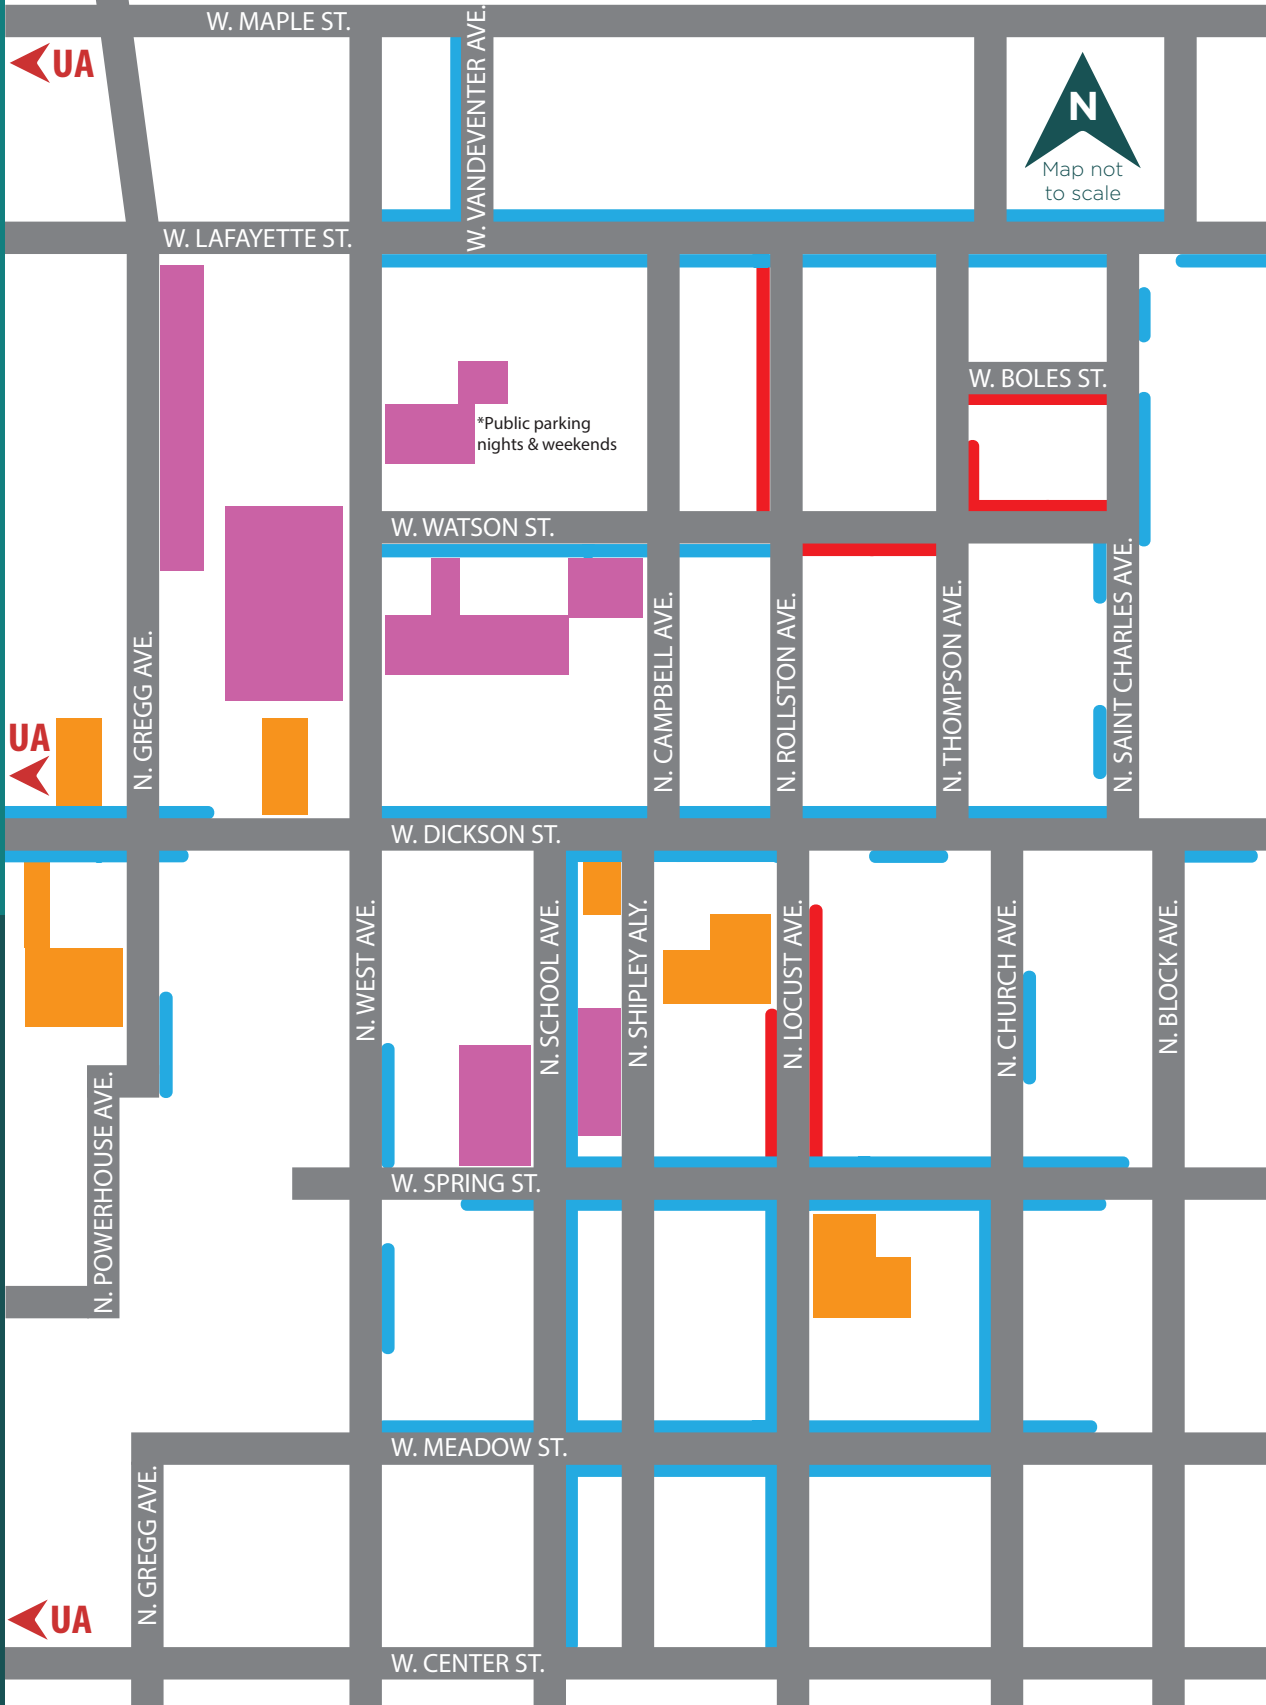 W. MAPLE ST.
W. VANDEVENTER AVE.
UA
N
Map not
to scale
W. LAFAYETTE ST.
W. BOLES ST.
*Public parking
nights & weekends
W. WATSON ST.
N. GREGG AVE.
N. CAMPBELL AVE.
N. ROLLSTON AVE.
N. THOMPSON AVE.
N. SAINT CHARLES AVE.
UA
W. DICKSON ST.
N. WEST AVE.
N. SCHOOL AVE.
N. SHIPLEY ALY.
N. LOCUST AVE.
N. CHURCH AVE.
N. BLOCK AVE.
N. POWERHOUSE AVE.
W. SPRING ST.
W. MEADOW ST.
N. GREGG AVE.
UA
W. CENTER ST.